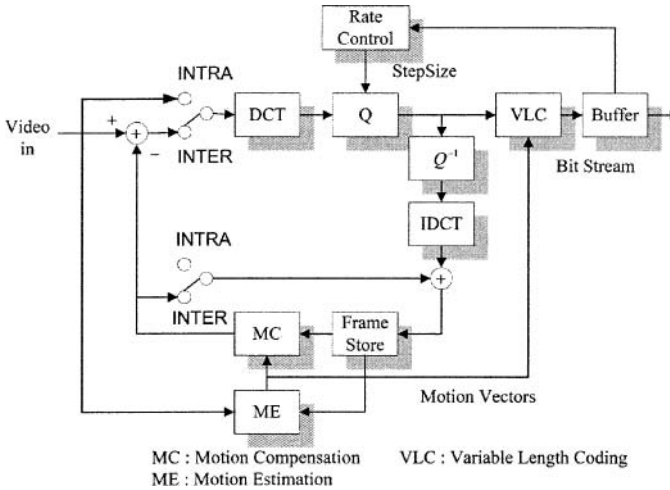 Rate
Control
StepSize
INTRA
DCT
Q
VLC
Buffer
Video
in
+
+
−
INTER
Q⁻¹
Bit Stream
IDCT
INTRA
+
INTER
MC
Frame
Store
ME
Motion Vectors
MC : Motion Compensation
VLC : Variable Length Coding
ME : Motion Estimation